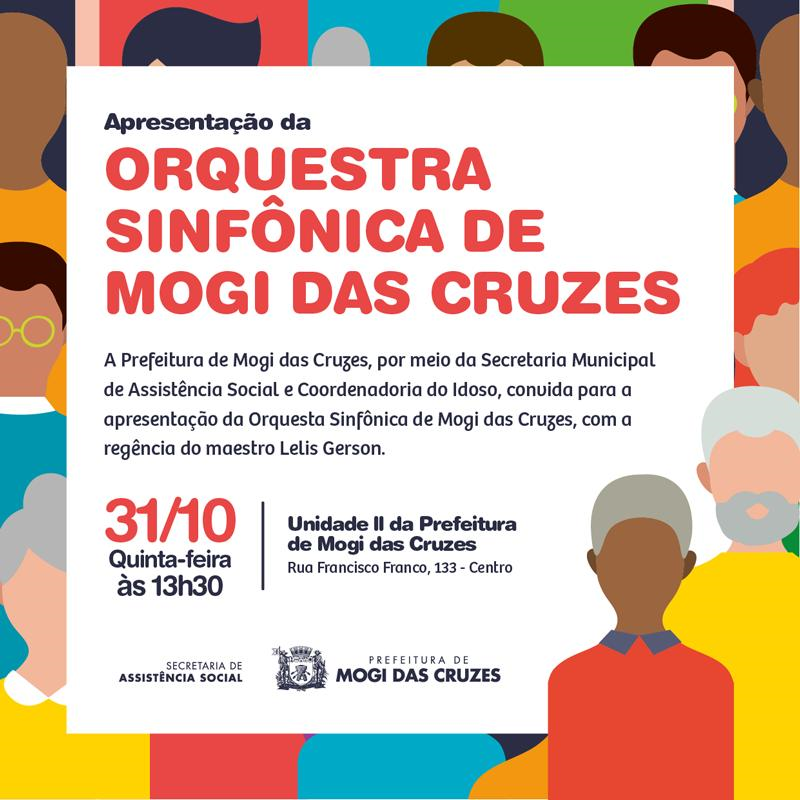 Apresentação da
ORQUESTRA
SINFÔNICA DE
MOGI DAS CRUZES
A Prefeitura de Mogi das Cruzes, por meio da Secretaria Municipal
de Assistência Social e Coordenadoria do Idoso, convida para a
apresentação da Orquesta Sinfônica de Mogi das Cruzes, com a
regência do maestro Lelis Gerson.
31/10
Quinta-feira
às 13h30
Unidade II da Prefeitura
de Mogi das Cruzes
Rua Francisco Franco, 133 - Centro
SECRETARIA DE
ASSISTÊNCIA SOCIAL
PREFEITURA DE
MOGI DAS CRUZES